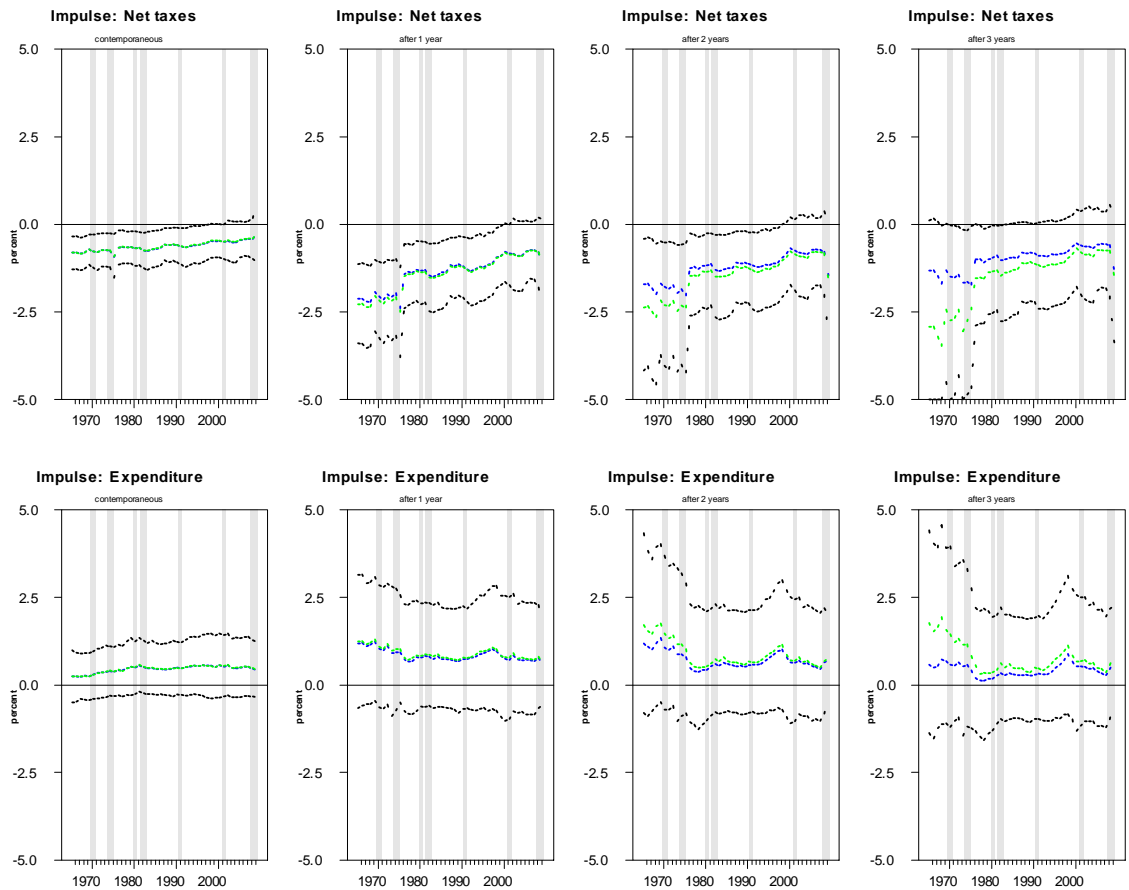 Impulse: Net taxes
contemporaneous
5.0
2.5
0.0
-2.5
-5.0
percent
1970 1980 1990 2000
Impulse: Net taxes
after 1 year
5.0
2.5
0.0
-2.5
-5.0
percent
1970 1980 1990 2000
Impulse: Net taxes
after 2 years
5.0
2.5
0.0
-2.5
-5.0
percent
1970 1980 1990 2000
Impulse: Net taxes
after 3 years
5.0
2.5
0.0
-2.5
-5.0
percent
1970 1980 1990 2000
Impulse: Expenditure
contemporaneous
5.0
2.5
0.0
-2.5
-5.0
percent
1970 1980 1990 2000
Impulse: Expenditure
after 1 year
5.0
2.5
0.0
-2.5
-5.0
percent
1970 1980 1990 2000
Impulse: Expenditure
after 2 years
5.0
2.5
0.0
-2.5
-5.0
percent
1970 1980 1990 2000
Impulse: Expenditure
after 3 years
5.0
2.5
0.0
-2.5
-5.0
percent
1970 1980 1990 2000